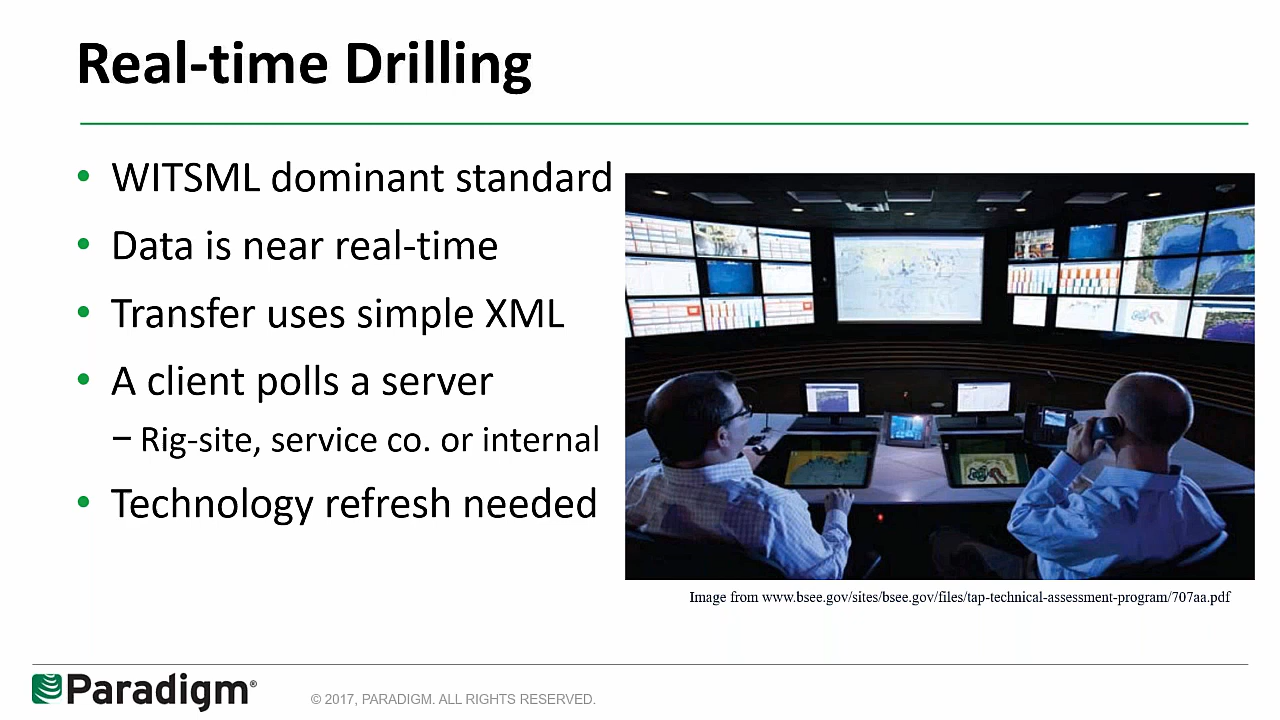 Real-time Drilling
• WITSML dominant standard
• Data is near real-time
• Transfer uses simple XML
• A client polls a server
– Rig-site, service co. or internal
• Technology refresh needed
Image from www.bsee.gov/sites/bsee.gov/files/tap-technical-assessment-program/707aa.pdf
Paradigm®
© 2017, PARADIGM. ALL RIGHTS RESERVED.